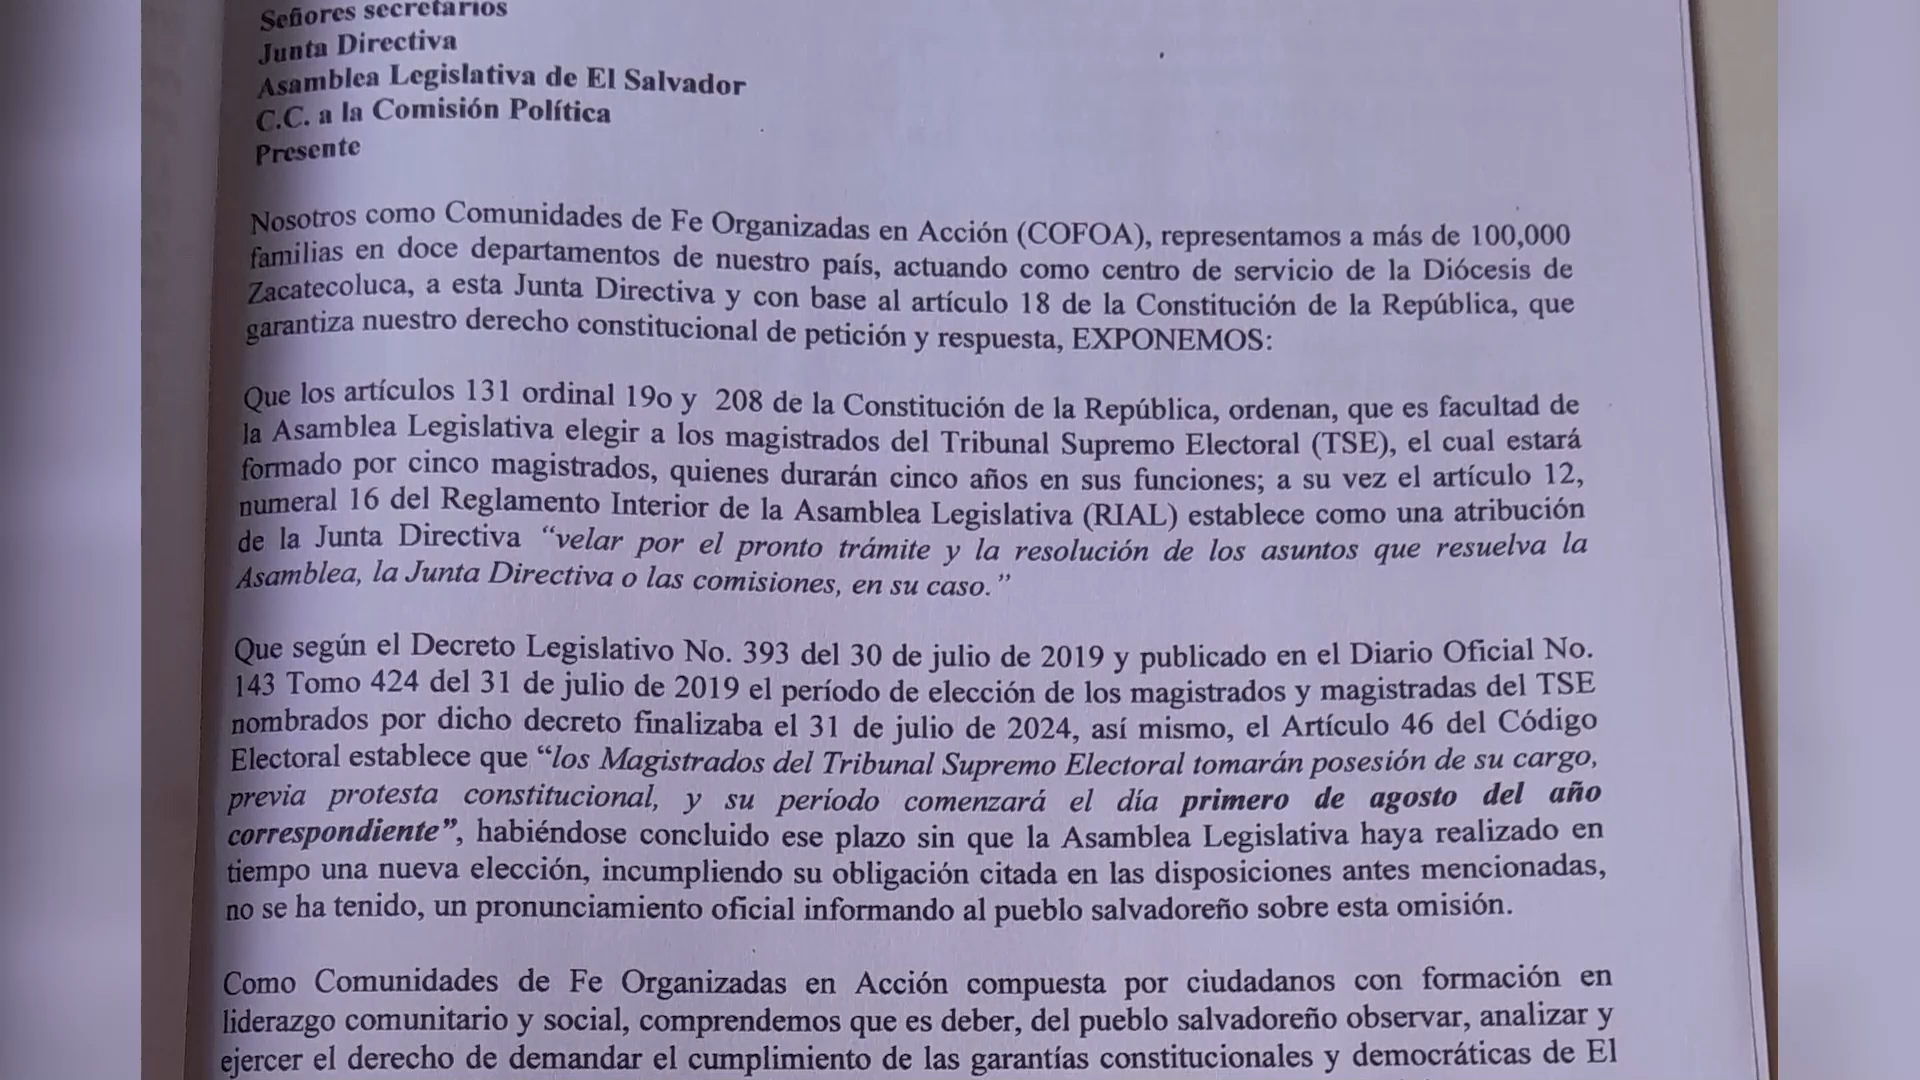 Señores secretarios
Junta Directiva
Asamblea Legislativa de El Salvador
C.C. a la Comisión Política
Presente
Nosotros como Comunidades de Fe Organizadas en Acción (COFOA), representamos a más de 100,000
familias en doce departamentos de nuestro país, actuando como centro de servicio de la Diócesis de
Zacatecoluca, a esta Junta Directiva y con base al artículo 18 de la Constitución de la República, que
garantiza nuestro derecho constitucional de petición y respuesta, EXPONEMOS:
Que los artículos 131 ordinal 19o y 208 de la Constitución de la República, ordenan, que es facultad de
la Asamblea Legislativa elegir a los magistrados del Tribunal Supremo Electoral (TSE), el cual estará
formado por cinco magistrados, quienes durarán cinco años en sus funciones; a su vez el artículo 12,
numeral 16 del Reglamento Interior de la Asamblea Legislativa (RIAL) establece como una atribución
de la Junta Directiva “velar por el pronto trámite y la resolución de los asuntos que resuelva la
Asamblea, la Junta Directiva o las comisiones, en su caso.”
Que según el Decreto Legislativo No. 393 del 30 de julio de 2019 y publicado en el Diario Oficial No.
143 Tomo 424 del 31 de julio de 2019 el período de elección de los magistrados y magistradas del TSE
nombrados por dicho decreto finalizaba el 31 de julio de 2024, así mismo, el Artículo 46 del Código
Electoral establece que “los Magistrados del Tribunal Supremo Electoral tomarán posesión de su cargo,
previa protesta constitucional, y su período comenzará el día primero de agosto del año
correspondiente”, habiéndose concluido ese plazo sin que la Asamblea Legislativa haya realizado en
tiempo una nueva elección, incumpliendo su obligación citada en las disposiciones antes mencionadas,
no se ha tenido, un pronunciamiento oficial informando al pueblo salvadoreño sobre esta omisión.
Como Comunidades de Fe Organizadas en Acción compuesta por ciudadanos con formación en
liderazgo comunitario y social, comprendemos que es deber, del pueblo salvadoreño observar, analizar y
ejercer el derecho de demandar el cumplimiento de las garantías constitucionales y democráticas de El